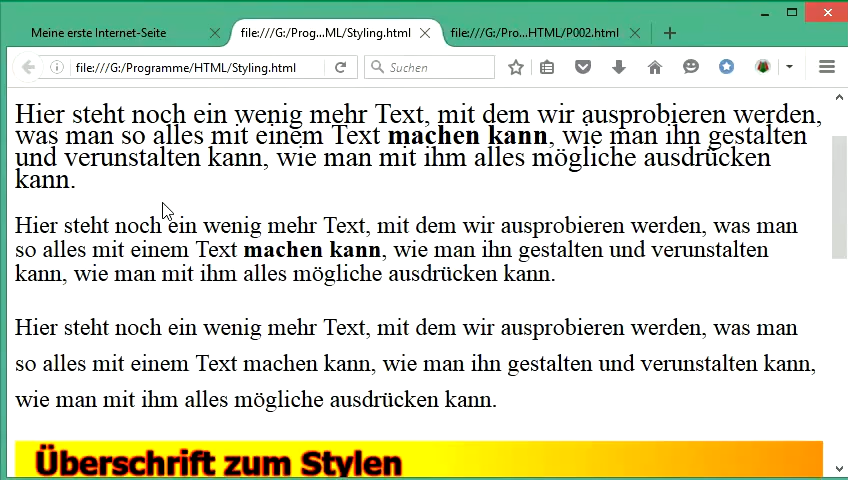 Meine erste Internet-Seite
file:///G:/Prog...ML/Styling.html
file:///G:/Pro...HTML/P002.html
file:///G:/Programme/HTML/Styling.html
Suchen
Hier steht noch ein wenig mehr Text, mit dem wir ausprobieren werden,
was man so alles mit einem Text machen kann, wie man ihn gestalten
und verunstalten kann, wie man mit ihm alles mögliche ausdrücken
kann.
Hier steht noch ein wenig mehr Text, mit dem wir ausprobieren werden, was man
so alles mit einem Text machen kann, wie man ihn gestalten und verunstalten
kann, wie man mit ihm alles mögliche ausdrücken kann.
Hier steht noch ein wenig mehr Text, mit dem wir ausprobieren werden, was man
so alles mit einem Text machen kann, wie man ihn gestalten und verunstalten kann,
wie man mit ihm alles mögliche ausdrücken kann.
Überschrift zum Stylen